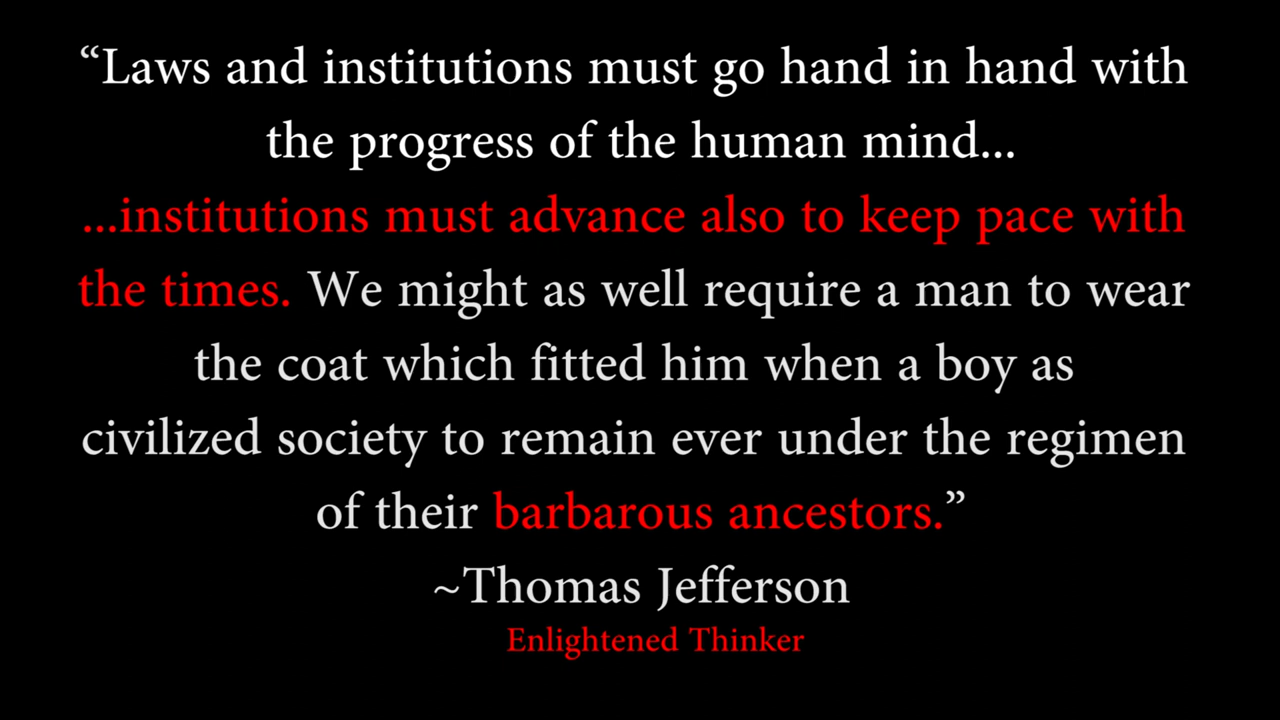 “Laws and institutions must go hand in hand with
the progress of the human mind...
...institutions must advance also to keep pace with
the times. We might as well require a man to wear
the coat which fitted him when a boy as
civilized society to remain ever under the regimen
of their barbarous ancestors.”
~Thomas Jefferson
Enlightened Thinker